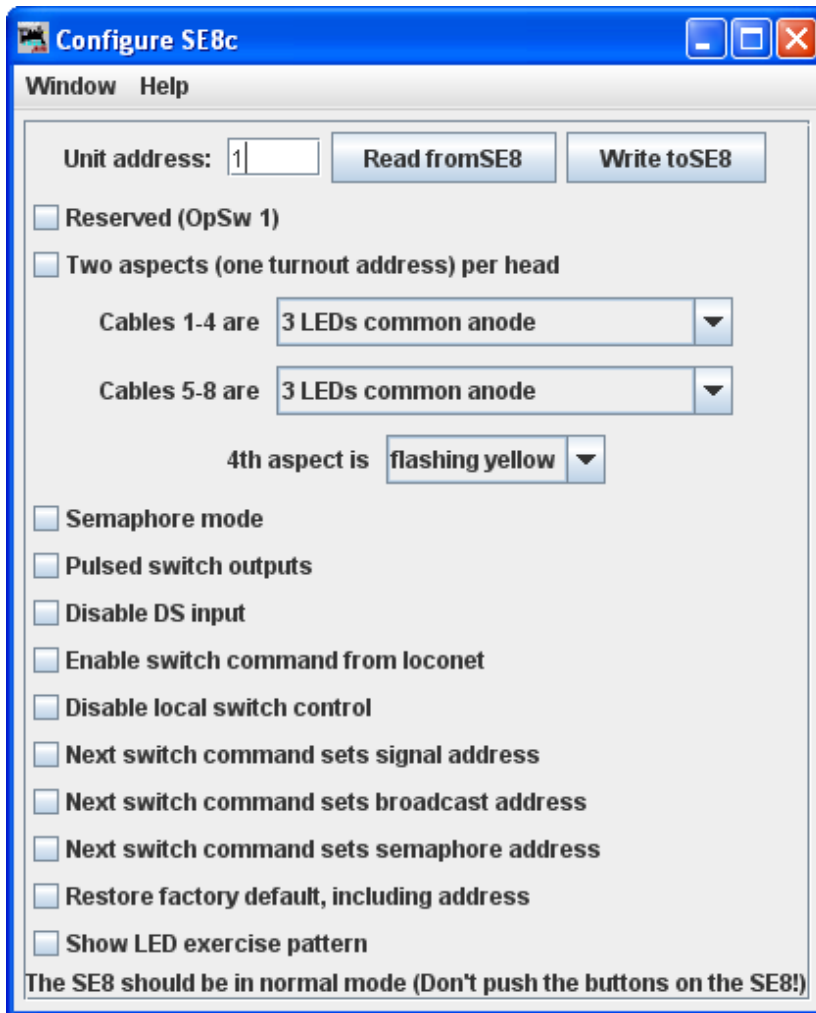 Configure SE8c
Window Help
Unit address: 1 Read fromSE8 Write toSE8
Reserved (OpSw 1)
Two aspects (one turnout address) per head
Cables 1-4 are 3 LEDs common anode
Cables 5-8 are 3 LEDs common anode
4th aspect is flashing yellow
Semaphore mode
Pulsed switch outputs
Disable DS input
Enable switch command from loconet
Disable local switch control
Next switch command sets signal address
Next switch command sets broadcast address
Next switch command sets semaphore address
Restore factory default, including address
Show LED exercise pattern
The SE8 should be in normal mode (Don't push the buttons on the SE8!)